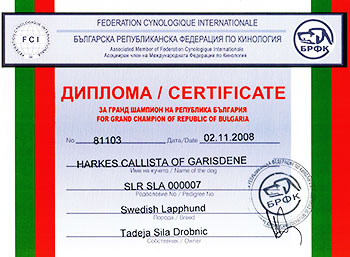 FEDERATION CYNOLOGIQUE INTERNATIONALE
FCI
БЪЛГАРСКА РЕПУБЛИКАНСКА ФЕДЕРАЦИЯ ПО КИНОЛОГИЯ
Associated Member of Federation Cynologique Internationale
Асоцииран член на Международната Федерация по Кинология
БРФК
ДИПЛОМА / CERTIFICATE
ЗА ГРАНД ШАМПИОН НА РЕПУБЛИКА БЪЛГАРИЯ
FOR GRAND CHAMPION OF REPUBLIC OF BULGARIA
No 81103 Дата/Date 02.11.2008
HARKES CALLISTA OF GARISDENE
Име на кучето / Name of the dog
SLR SLA 000007
Родословие No / Pedigree No
Swedish Lapphund
Порода / Breed
Tadeja Sila Drobnic
Собственик / Owner
БРФК